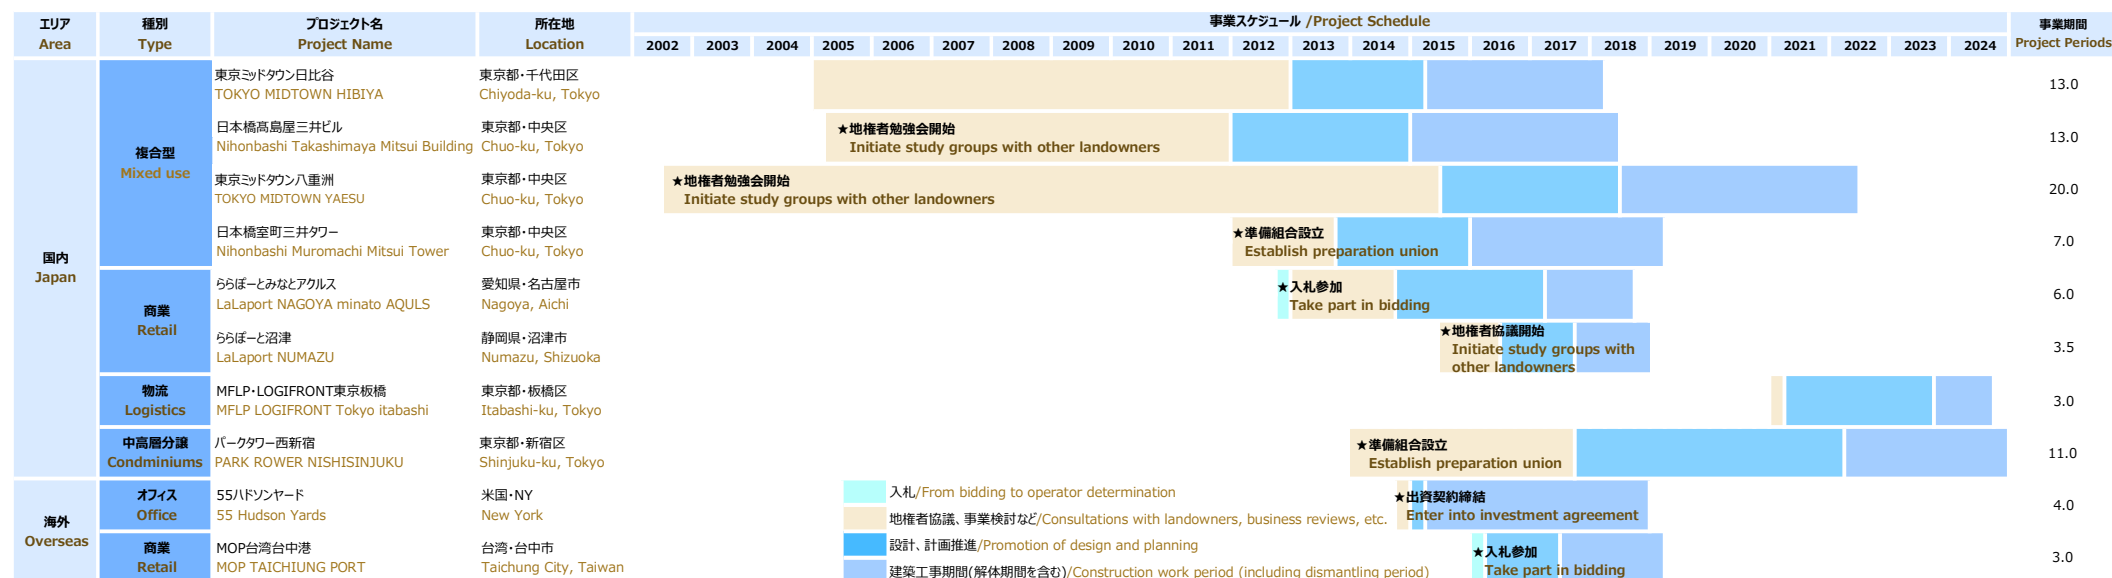 エリア 種別 プロジェクト名 所在地 事業スケジュール /Project Schedule 事業期間
Area Type Project Name Location 2002 2003 2004 2005 2006 2007 2008 2009 2010 2011 2012 2013 2014 2015 2016 2017 2018 2019 2020 2021 2022 2023 2024 Project Periods
国内
Japan
複合型
Mixed use
東京ミッドタウン日比谷 東京都・千代田区
TOKYO MIDTOWN HIBIYA Chiyoda-ku, Tokyo
13.0
日本橋髙島屋三井ビル 東京都・中央区 ★地権者勉強会開始
Nihonbashi Takashimaya Mitsui Building Chuo-ku, Tokyo Initiate study groups with other landowners
13.0
東京ミッドタウン八重洲 東京都・中央区 ★地権者勉強会開始
TOKYO MIDTOWN YAESU Chuo-ku, Tokyo Initiate study groups with other landowners
20.0
日本橋室町三井タワー 東京都・中央区 ★準備組合設立
Nihonbashi Muromachi Mitsui Tower Chuo-ku, Tokyo Establish preparation union
7.0
商業
Retail
ららぽーとみなとアクルス 愛知県・名古屋市 ★入札参加
LaLaport NAGOYA minato AQULS Nagoya, Aichi Take part in bidding
6.0
ららぽーと沼津 静岡県・沼津市 ★地権者協議開始
LaLaport NUMAZU Numazu, Shizuoka Initiate study groups with
other landowners
3.5
物流
Logistics
MFLP・LOGIFRONT東京板橋 東京都・板橋区
MFLP LOGIFRONT Tokyo itabashi Itabashi-ku, Tokyo
3.0
中高層分譲
Condminiums
パークタワー西新宿 東京都・新宿区 ★準備組合設立
PARK ROWER NISHISINJUKU Shinjuku-ku, Tokyo Establish preparation union
11.0
海外
Overseas
オフィス
Office
55ハドソンヤード 米国・NY ★出資契約締結
55 Hudson Yards New York Enter into investment agreement
4.0
商業
Retail
MOP台湾台中港 台湾・台中市 ★入札参加
MOP TAICHIUNG PORT Taichung City, Taiwan Take part in bidding
3.0
入札/From bidding to operator determination
地権者協議、事業検討など/Consultations with landowners, business reviews, etc.
設計、計画推進/Promotion of design and planning
建築工事期間(解体期間を含む)/Construction work period (including dismantling period)